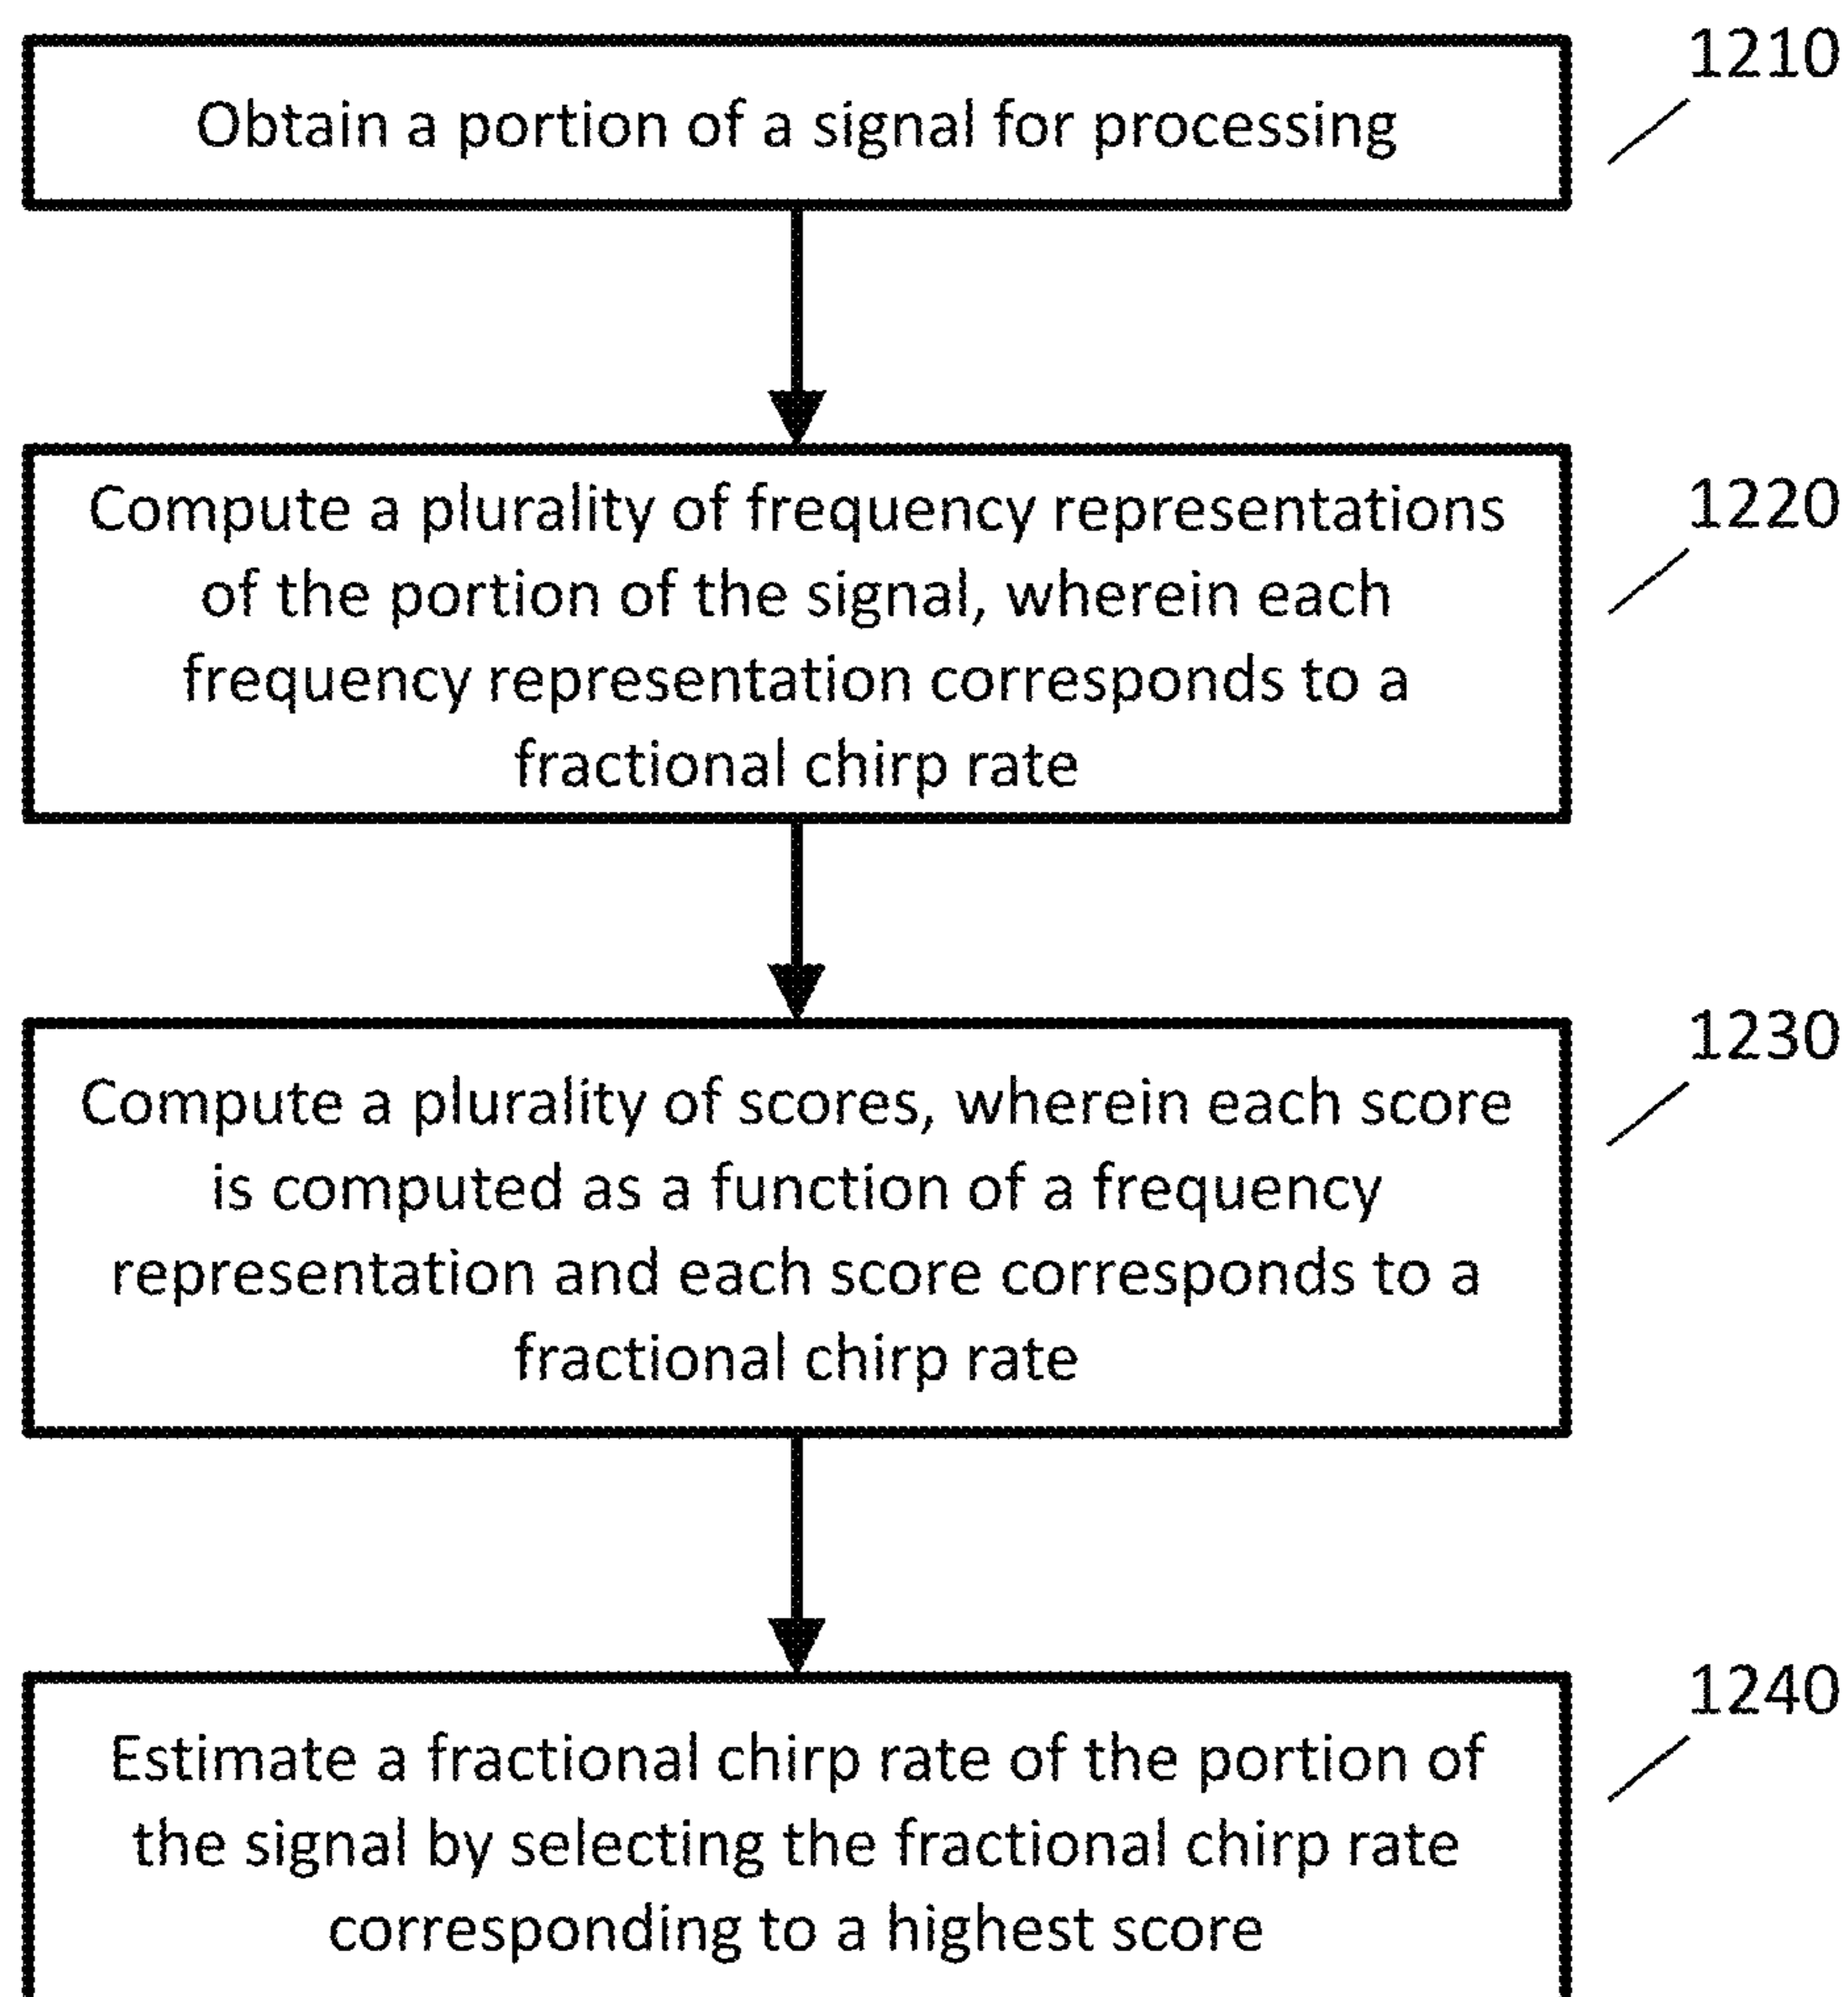 1210
Obtain a portion of a signal for processing
1220
Compute a plurality of frequency representations
of the portion of the signal, wherein each
frequency representation corresponds to a
fractional chirp rate
1230
Compute a plurality of scores, wherein each score
is computed as a function of a frequency
representation and each score corresponds to a
fractional chirp rate
1240
Estimate a fractional chirp rate of the portion of
the signal by selecting the fractional chirp rate
corresponding to a highest score